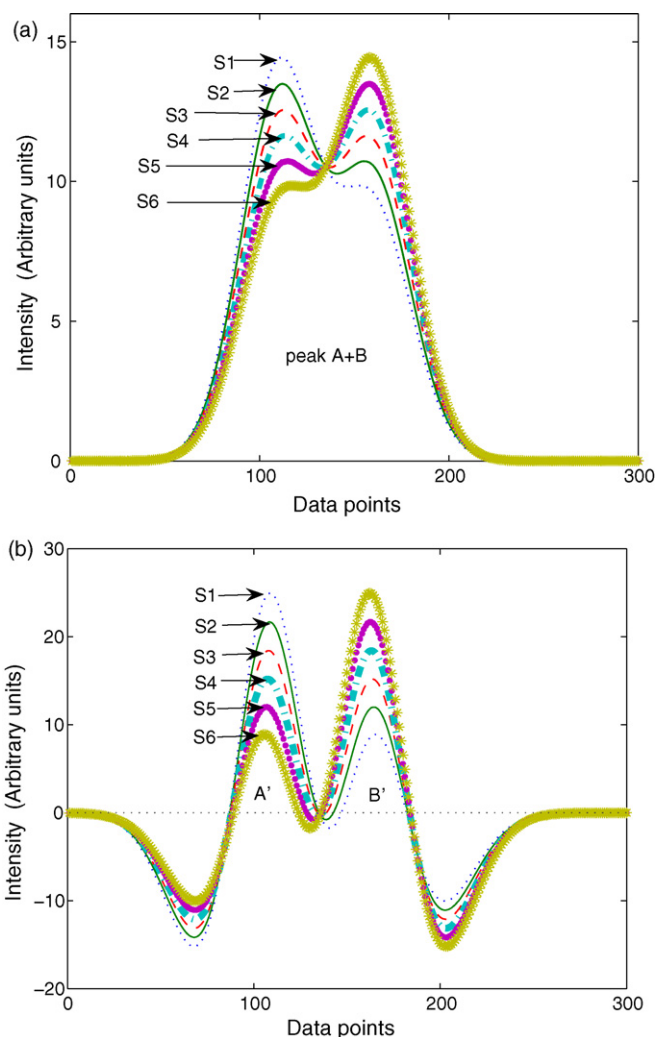 (a)
15
10
5
0
S1
S2
S3
S4
S5
S6
peak A+B
0
100
200
300
Intensity (Arbitrary units)
Data points
(b)
30
20
10
0
−10
−20
S1
S2
S3
S4
S5
S6
A'
B'
0
100
200
300
Intensity (Arbitrary units)
Data points